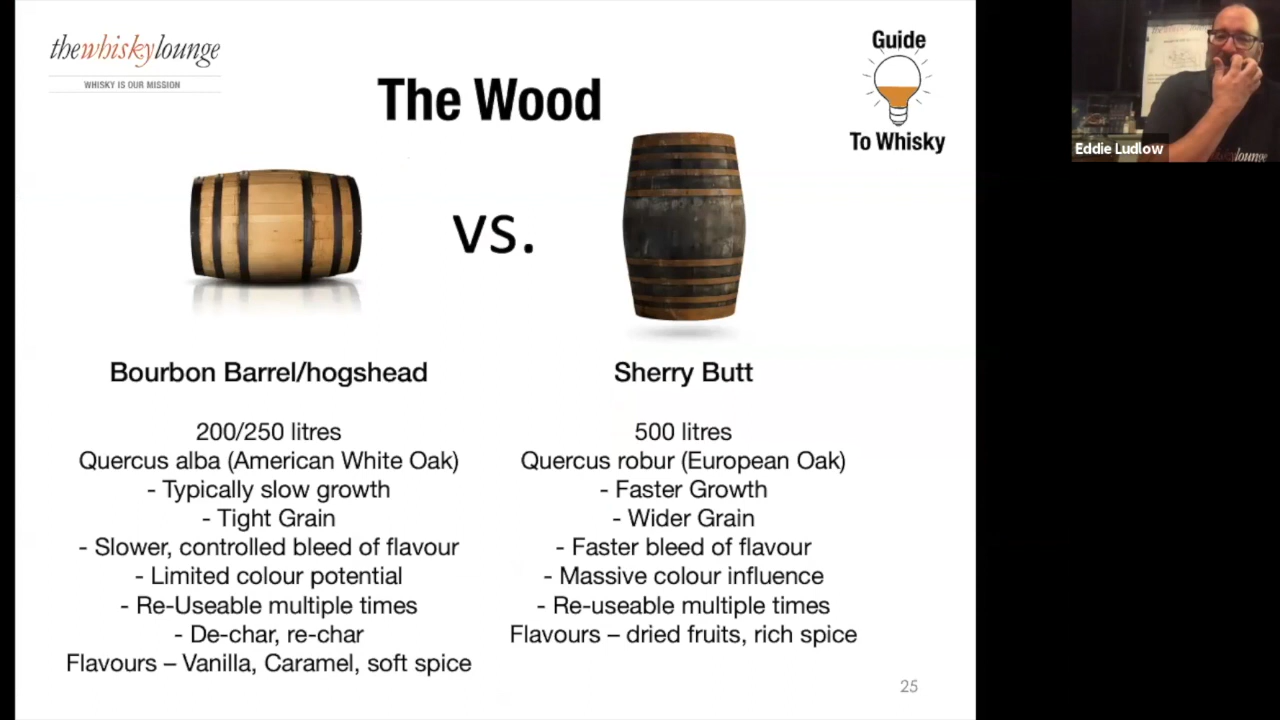 thewhiskylounge
WHISKY IS OUR MISSION
Guide
To Whisky
The Wood
vs.
Bourbon Barrel/hogshead
200/250 litres
Quercus alba (American White Oak)
- Typically slow growth
- Tight Grain
- Slower, controlled bleed of flavour
- Limited colour potential
- Re-Useable multiple times
- De-char, re-char
Flavours – Vanilla, Caramel, soft spice
Sherry Butt
500 litres
Quercus robur (European Oak)
- Faster Growth
- Wider Grain
- Faster bleed of flavour
- Massive colour influence
- Re-useable multiple times
Flavours – dried fruits, rich spice
25
Eddie Ludlow
lounge